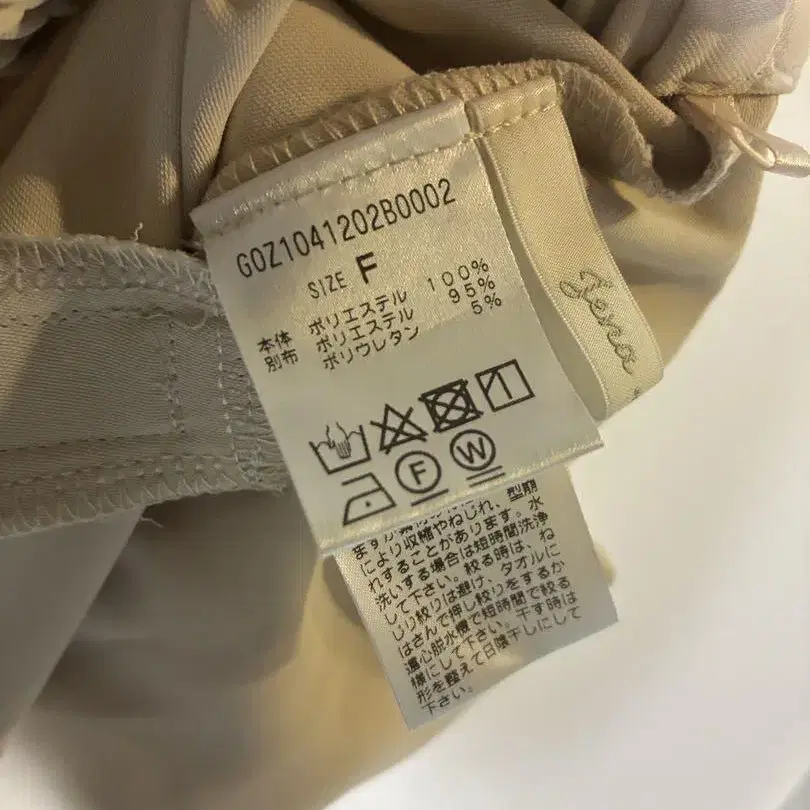 G0Z1041202B0002
SIZE F
本体 ポリエステル 100%
別布 ポリエステル 95%
ポリウレタン 5%
F W
型崩
により収縮やねじれ、水
れすることがあります。
洗いする場合は短時間洗浄
して下さい。絞る時は、ね
じり絞りは避け、タオルに
はさんで押し絞りをするか
遠心脱水機で短時間で絞る
様にして下さい。干す時は
形を整えて日陰干しにして
下さい。